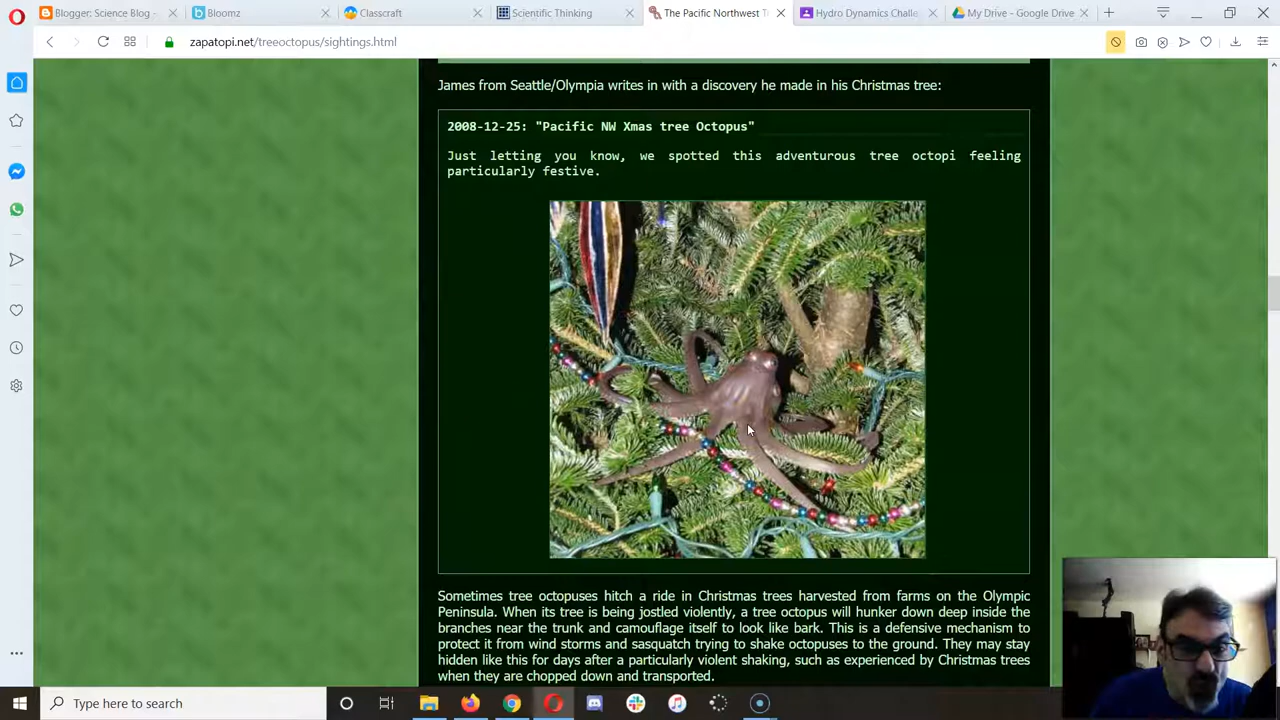 Blogger: Science Blog -
Bloomz
Classcraft
Scientific Thinking
The Pacific Northwest T
Hydro Dynamics Challe
My Drive - Google Drive
zapatopi.net/treeoctopus/sightings.html
James from Seattle/Olympia writes in with a discovery he made in his Christmas tree:
2008-12-25: "Pacific NW Xmas tree Octopus"
Just letting you know, we spotted this adventurous tree octopi feeling
particularly festive.
Sometimes tree octopuses hitch a ride in Christmas trees harvested from farms on the Olympic
Peninsula. When its tree is being jostled violently, a tree octopus will hunker down deep inside the
branches near the trunk and camouflage itself to look like bark. This is a defensive mechanism to
protect it from wind storms and sasquatch trying to shake octopuses to the ground. They may stay
hidden like this for days after a particularly violent shaking, such as experienced by Christmas trees
when they are chopped down and transported.
Type here to search